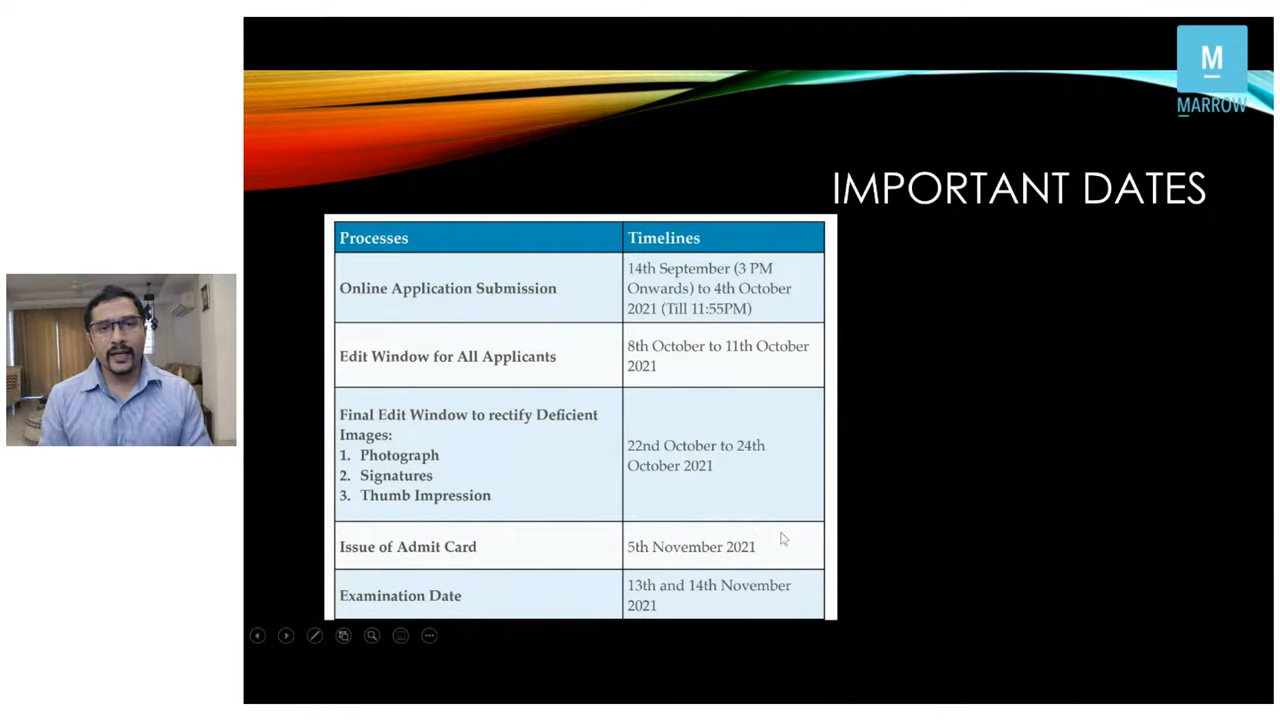 M
MARROW
IMPORTANT DATES
Processes
Timelines
Online Application Submission
14th September (3 PM
Onwards) to 4th October
2021 (Till 11:55PM)
Edit Window for All Applicants
8th October to 11th October
2021
Final Edit Window to rectify Deficient
Images:
1. Photograph
2. Signatures
3. Thumb Impression
22nd October to 24th
October 2021
Issue of Admit Card
5th November 2021
Examination Date
13th and 14th November
2021